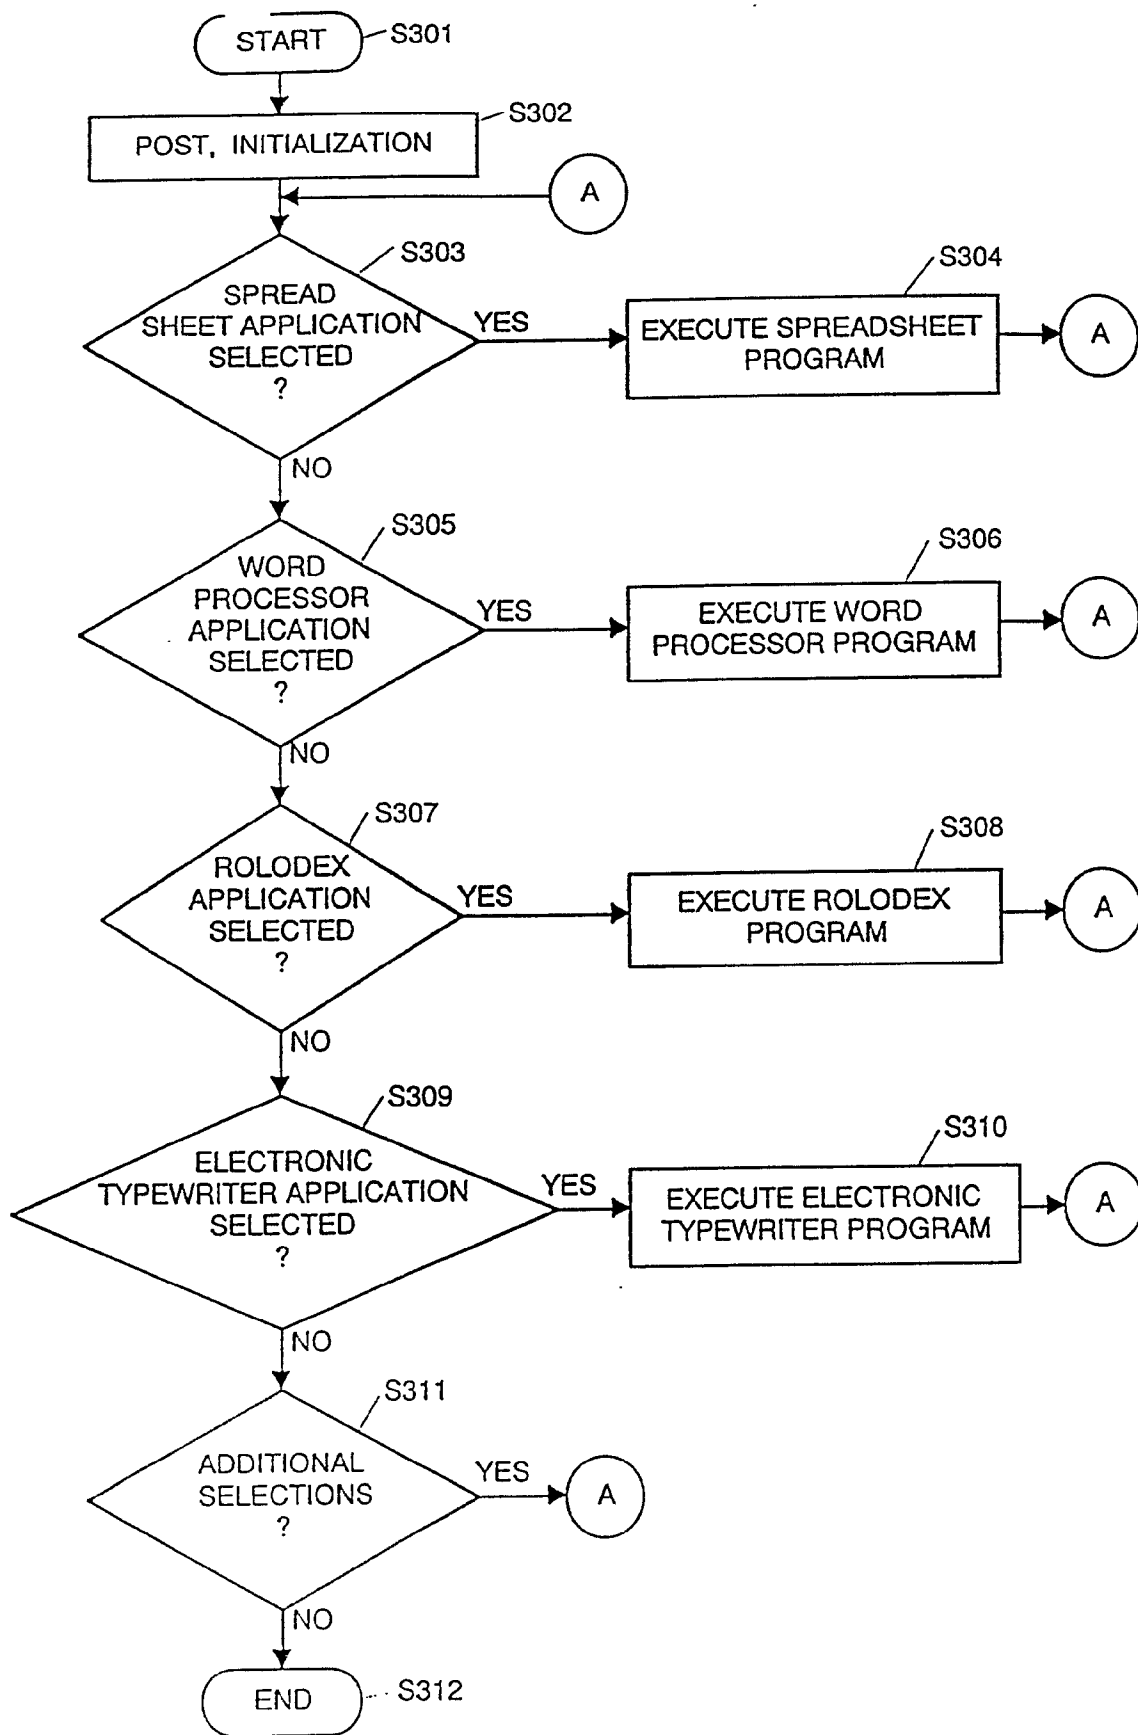 START
S301
S302
POST, INITIALIZATION
A
S303
SPREAD
SHEET APPLICATION
SELECTED
?
YES
S304
EXECUTE SPREADSHEET
PROGRAM
A
NO
S305
WORD
PROCESSOR
APPLICATION
SELECTED
?
YES
S306
EXECUTE WORD
PROCESSOR PROGRAM
A
NO
S307
ROLODEX
APPLICATION
SELECTED
?
YES
S308
EXECUTE ROLODEX
PROGRAM
A
NO
S309
ELECTRONIC
TYPEWRITER APPLICATION
SELECTED
?
YES
S310
EXECUTE ELECTRONIC
TYPEWRITER PROGRAM
A
NO
S311
ADDITIONAL
SELECTIONS
?
YES
A
NO
END
S312